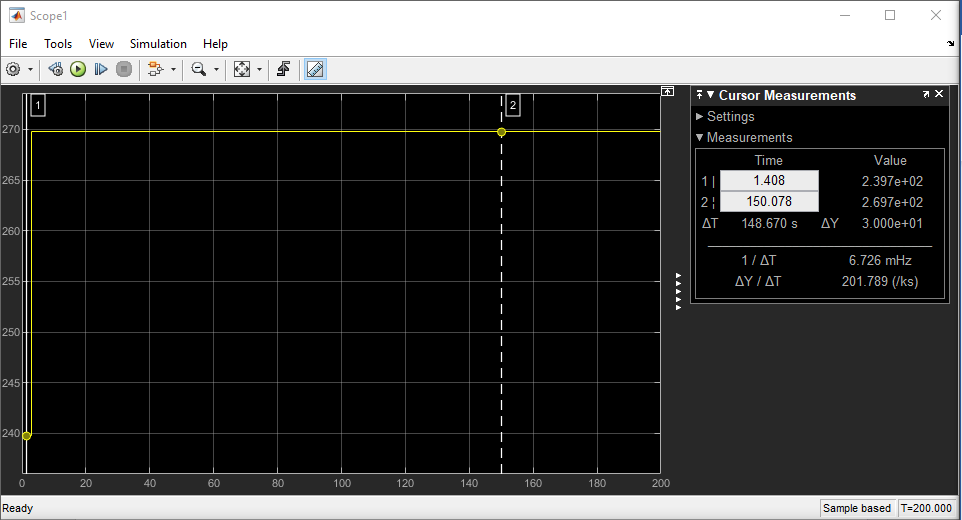 Scope1
File Tools View Simulation Help
Cursor Measurements
Settings
Measurements
Time Value
1 | 1.408 2.397e+02
2 ¦ 150.078 2.697e+02
ΔT 148.670 s ΔY 3.000e+01
1 / ΔT 6.726 mHz
ΔY / ΔT 201.789 (/ks)
1 2
270
265
260
255
250
245
240
0 20 40 60 80 100 120 140 160 180 200
Ready Sample based T=200.000